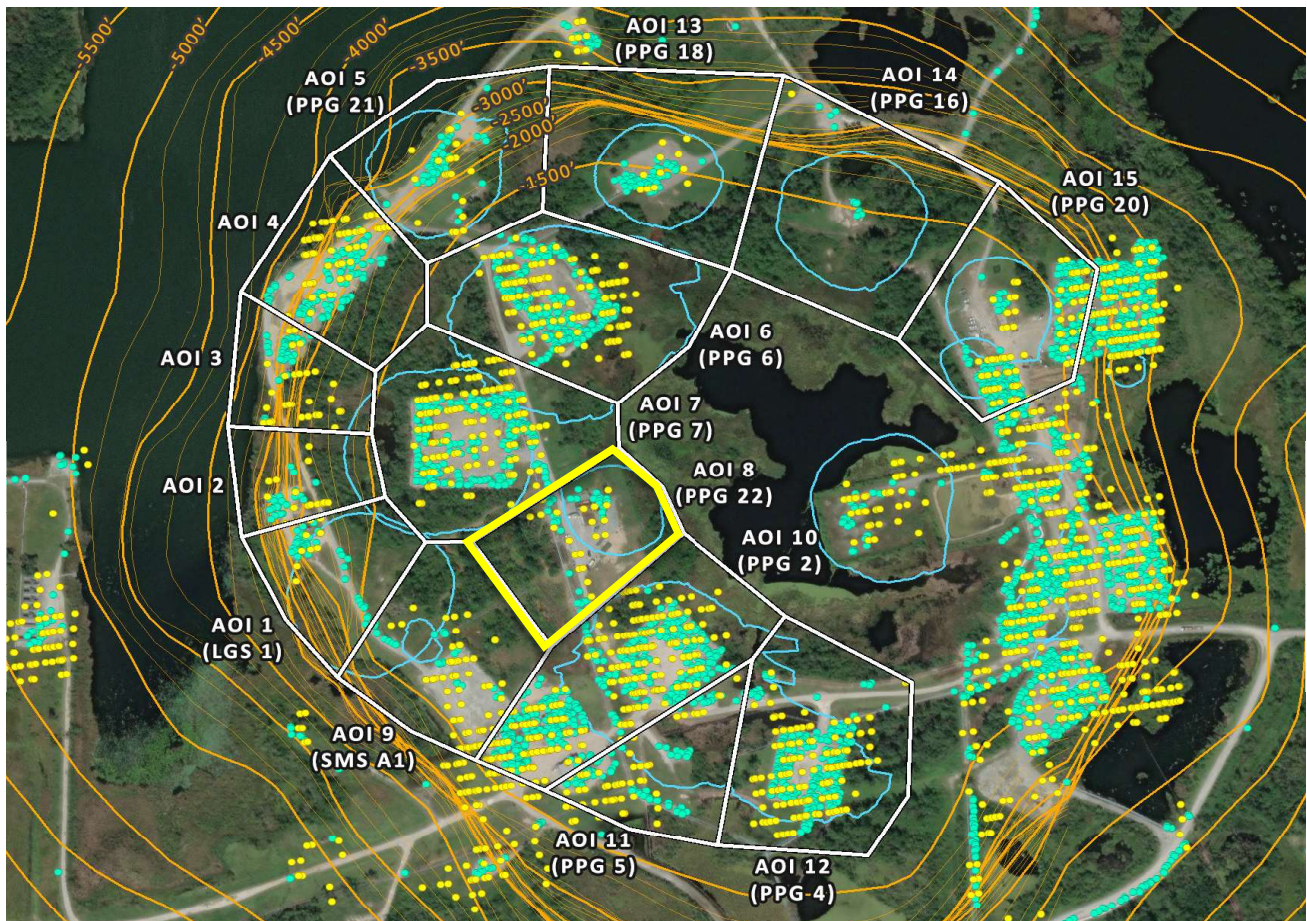 -5500'
-5000'
-4500'
-4000'
-3500'
-3000'
-2500'
-2000'
-1500'
AOI 13
(PPG 18)
AOI 5
(PPG 21)
AOI 14
(PPG 16)
AOI 15
(PPG 20)
AOI 4
AOI 3
AOI 6
(PPG 6)
AOI 7
(PPG 7)
AOI 2
AOI 8
(PPG 22)
AOI 10
(PPG 2)
AOI 1
(LGS 1)
AOI 9
(SMS A1)
AOI 11
(PPG 5)
AOI 12
(PPG 4)